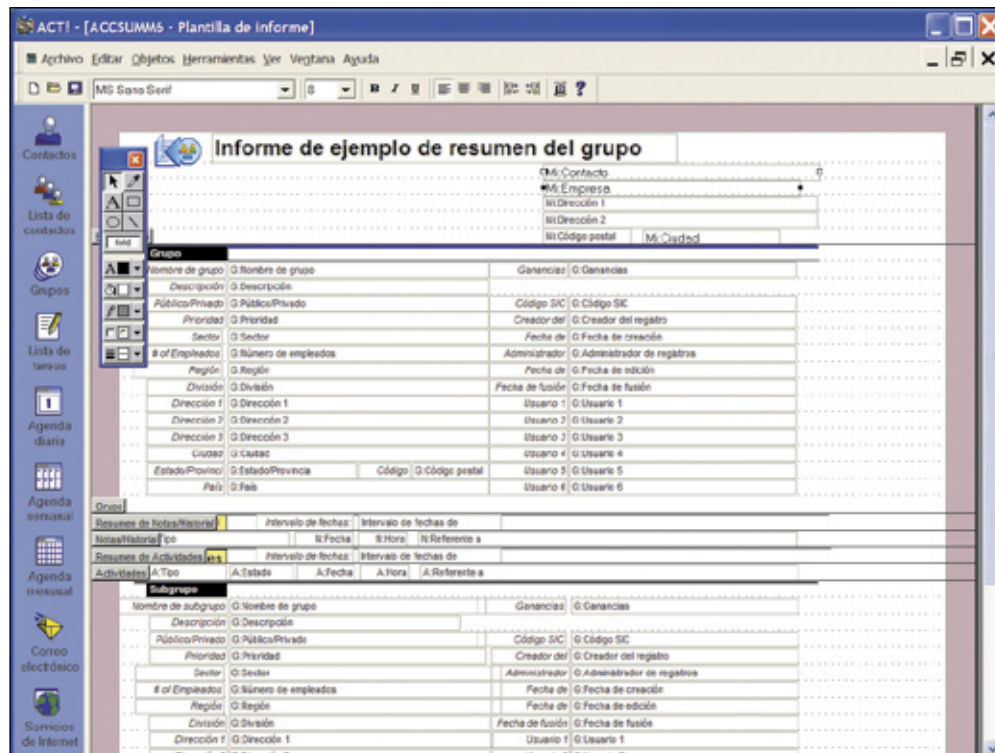 ACT! - [ACCSUMM6 - Plantilla de informe]
Archivo Editar Objetos Herramientas Ver Ventana Ayuda
MS Sans Serif 8 B I U
Contactos
Lista de contactos
Grupos
Lista de tareas
Agenda diaria
Agenda semanal
Agenda mensual
Correo electrónico
Servicios de Internet
field
Informe de ejemplo de resumen del grupo
Mi:Contacto
Mi:Empresa
Mi:Dirección 1
Mi:Dirección 2
Mi:Código postal Mi:Ciudad
Grupo
Nombre de grupo G:Nombre de grupo Ganancias G:Ganancias
Descripción G:Descripción
Público/Privado G:Público/Privado Código SIC G:Código SIC
Prioridad G:Prioridad Creador del G:Creador del registro
Sector G:Sector Fecha de G:Fecha de creación
# of Empleados G:Número de empleados Administrador G:Administrador de registros
Región G:Región Fecha de G:Fecha de edición
División G:División Fecha de fusión G:Fecha de fusión
Dirección 1 G:Dirección 1 Usuario 1 G:Usuario 1
Dirección 2 G:Dirección 2 Usuario 2 G:Usuario 2
Dirección 3 G:Dirección 3 Usuario 3 G:Usuario 3
Ciudad G:Ciudad Usuario 4 G:Usuario 4
Estado/Provinci G:Estado/Provincia Código G:Código postal Usuario 5 G:Usuario 5
País G:País Usuario 6 G:Usuario 6
Grupo
Resumen de Notas/Historial Intervalo de fechas: Intervalo de fechas de
Notas/Historial Tipo N:Fecha N:Hora N:Referente a
Resumen de Actividades es Intervalo de fechas: Intervalo de fechas de
Actividades A:Tipo A:Estado A:Fecha A:Hora A:Referente a
Subgrupo
Nombre de subgrupo G:Nombre de grupo Ganancias G:Ganancias
Descripción G:Descripción
Público/Privado G:Público/Privado Código SIC G:Código SIC
Prioridad G:Prioridad Creador del G:Creador del registro
Sector G:Sector Administrador G:Administrador de registros
# of Empleados G:Número de empleados Fecha de G:Fecha de creación
Región G:Región Fecha de G:Fecha de edición
División G:División Fecha de fusión G:Fecha de fusión
Dirección 1 G:Dirección 1 Usuario 1 G:Usuario 1